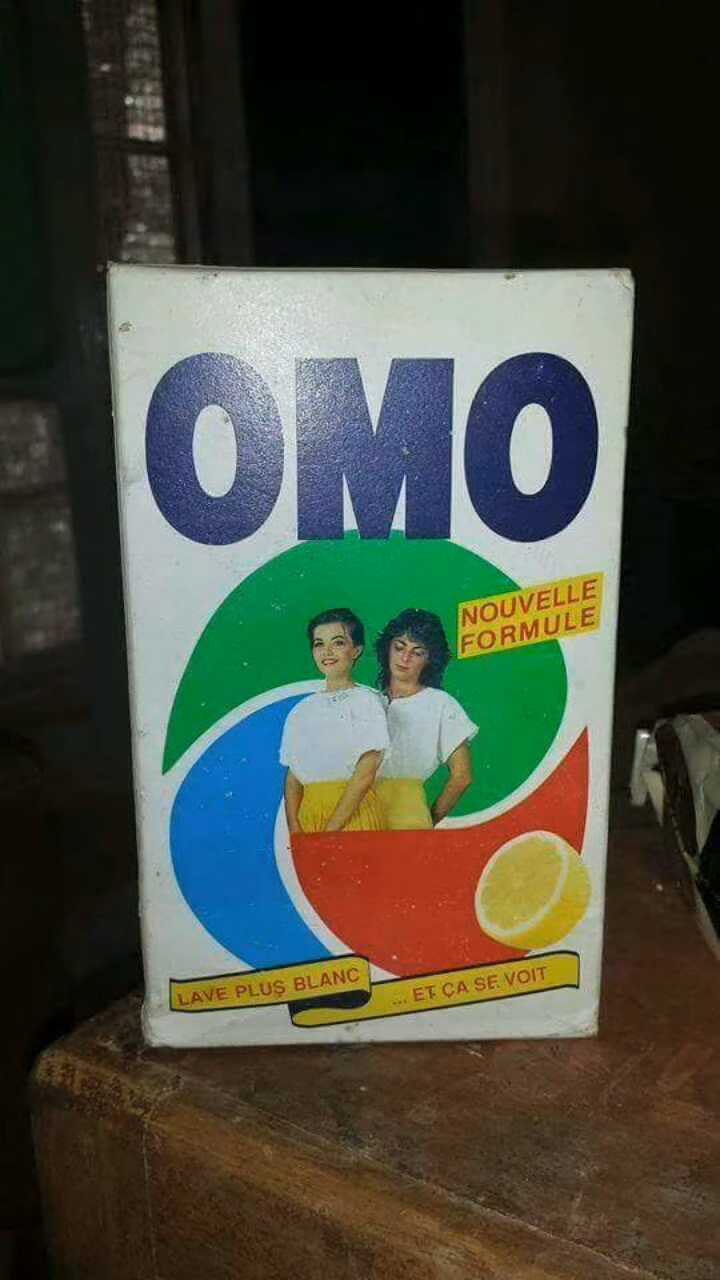 OMO
NOUVELLE
FORMULE
LAVE PLUS BLANC
... ET ÇA SE VOIT